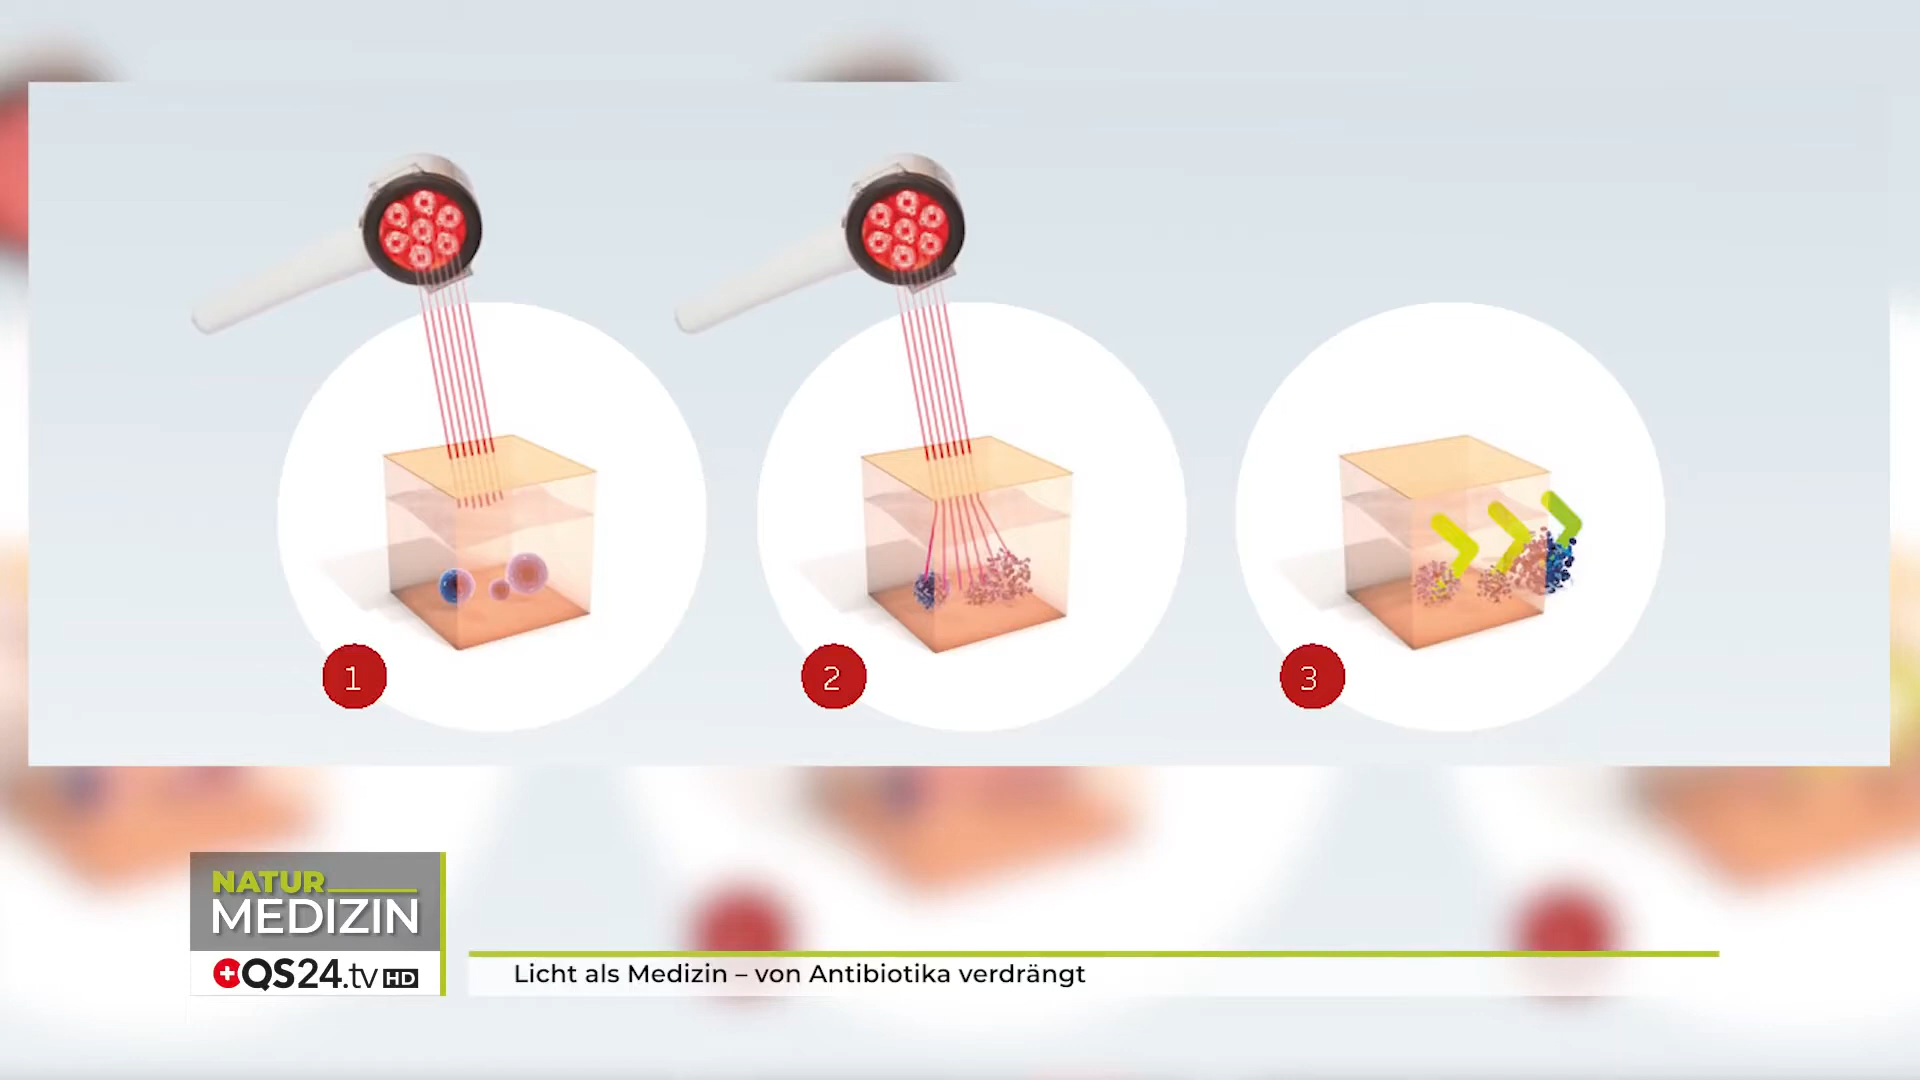 1
2
3
NATUR
MEDIZIN
QS24.tv HD
Licht als Medizin – von Antibiotika verdrängt